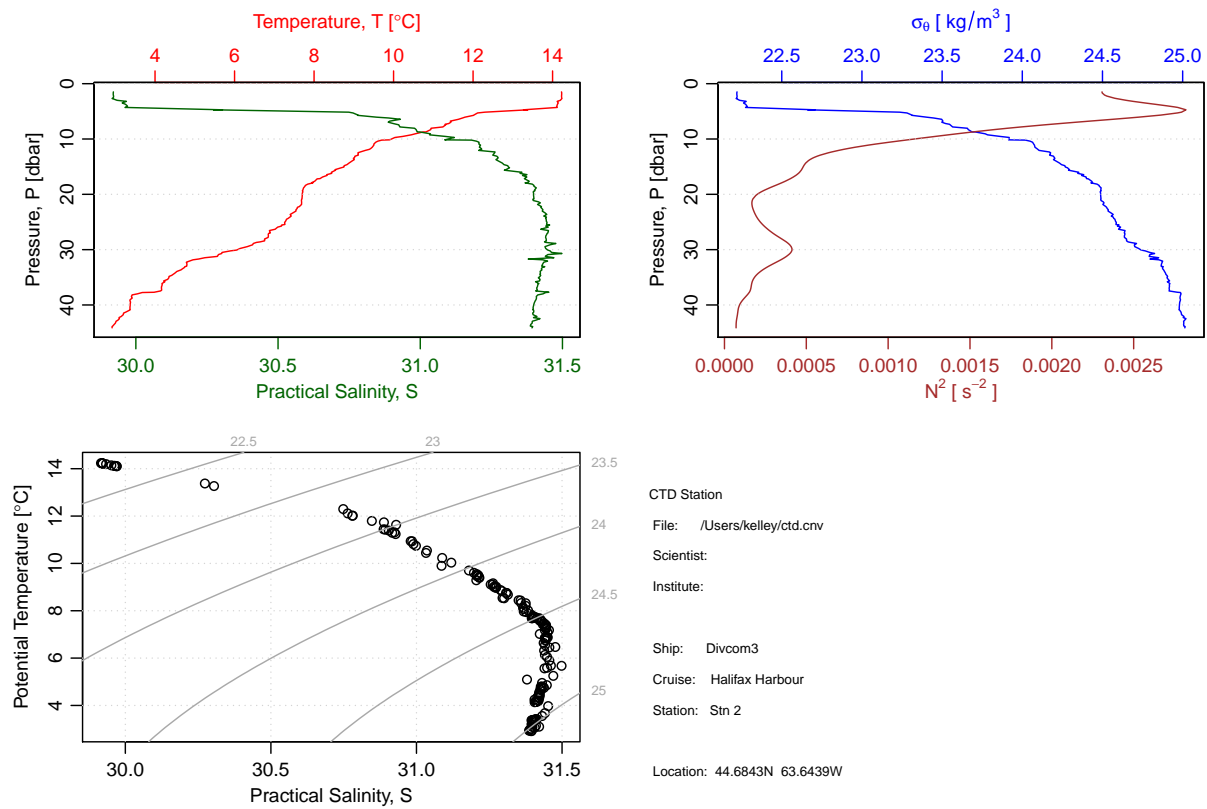 Temperature, T [°C]
4 6 8 10 12 14
0 10 20 30 40
Pressure, P [dbar]
30.0 30.5 31.0 31.5
Practical Salinity, S
σθ [ kg/m³ ]
22.5 23.0 23.5 24.0 24.5 25.0
0 10 20 30 40
Pressure, P [dbar]
0.0000 0.0005 0.0010 0.0015 0.0020 0.0025
N² [ s⁻² ]
22.5 23
23.5
24
24.5
25
14
12
10
8
6
4
Potential Temperature [°C]
30.0 30.5 31.0 31.5
Practical Salinity, S
CTD Station
File: /Users/kelley/ctd.cnv
Scientist:
Institute:
Ship: Divcom3
Cruise: Halifax Harbour
Station: Stn 2
Location: 44.6843N 63.6439W